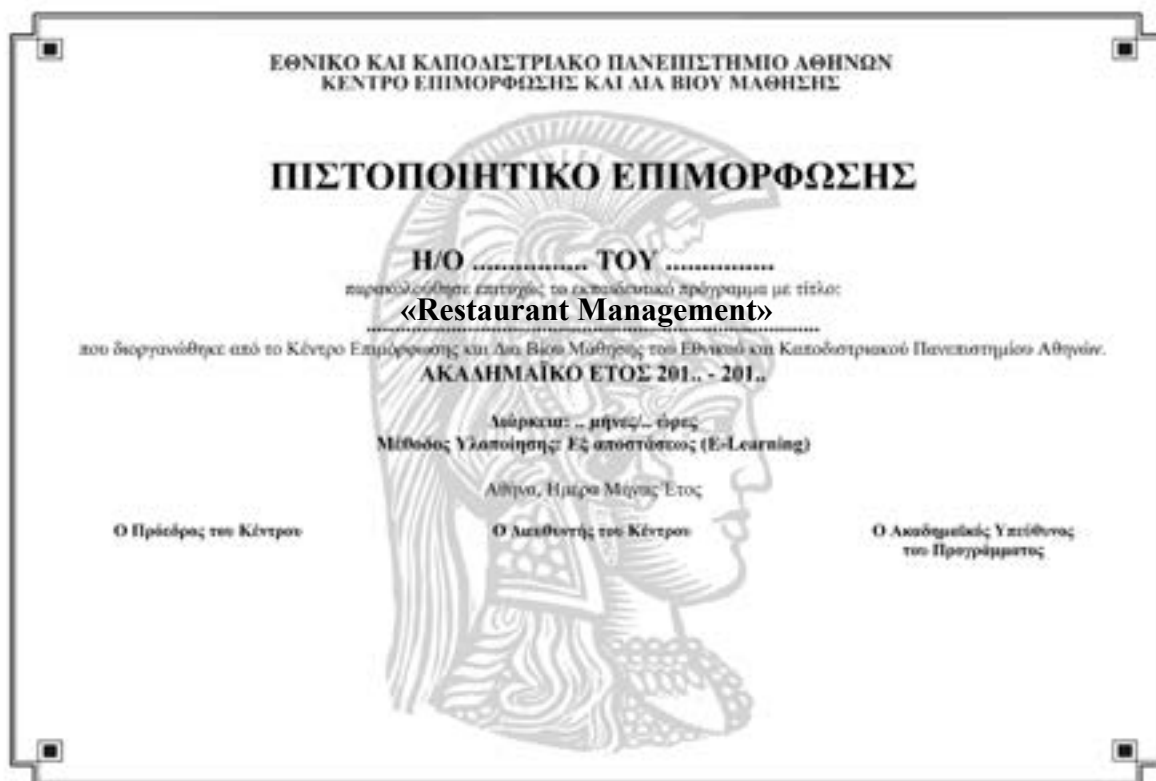 ΕΘΝΙΚΟ ΚΑΙ ΚΑΠΟΔΙΣΤΡΙΑΚΟ ΠΑΝΕΠΙΣΤΗΜΙΟ ΑΘΗΝΩΝ
ΚΕΝΤΡΟ ΕΠΙΜΟΡΦΩΣΗΣ ΚΑΙ ΔΙΑ ΒΙΟΥ ΜΑΘΗΣΗΣ
ΠΙΣΤΟΠΟΙΗΤΙΚΟ ΕΠΙΜΟΡΦΩΣΗΣ
Η/Ο ................ ΤΟΥ ...............
παρακολούθησε επιτυχώς το εκπαιδευτικό πρόγραμμα με τίτλο:
«Restaurant Management»
που διοργανώθηκε από το Κέντρο Επιμόρφωσης και Δια Βίου Μάθησης του Εθνικού και Καποδιστριακού Πανεπιστημίου Αθηνών.
ΑΚΑΔΗΜΑΪΚΟ ΕΤΟΣ 201.. - 201..
Διάρκεια: .. μήνες/.. ώρες
Μέθοδος Υλοποίησης: Εξ αποστάσεως (E-Learning)
Αθήνα, Ημέρα Μήνας Έτος
Ο Πρόεδρος του Κέντρου
Ο Διευθυντής του Κέντρου
Ο Ακαδημαϊκός Υπεύθυνος
του Προγράμματος